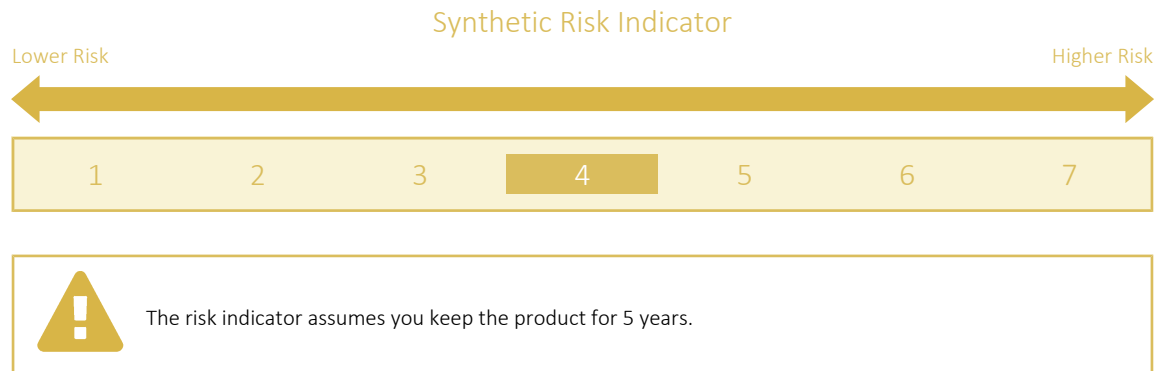 Synthetic Risk Indicator
Lower Risk Higher Risk
1 2 3 4 5 6 7
The risk indicator assumes you keep the product for 5 years.